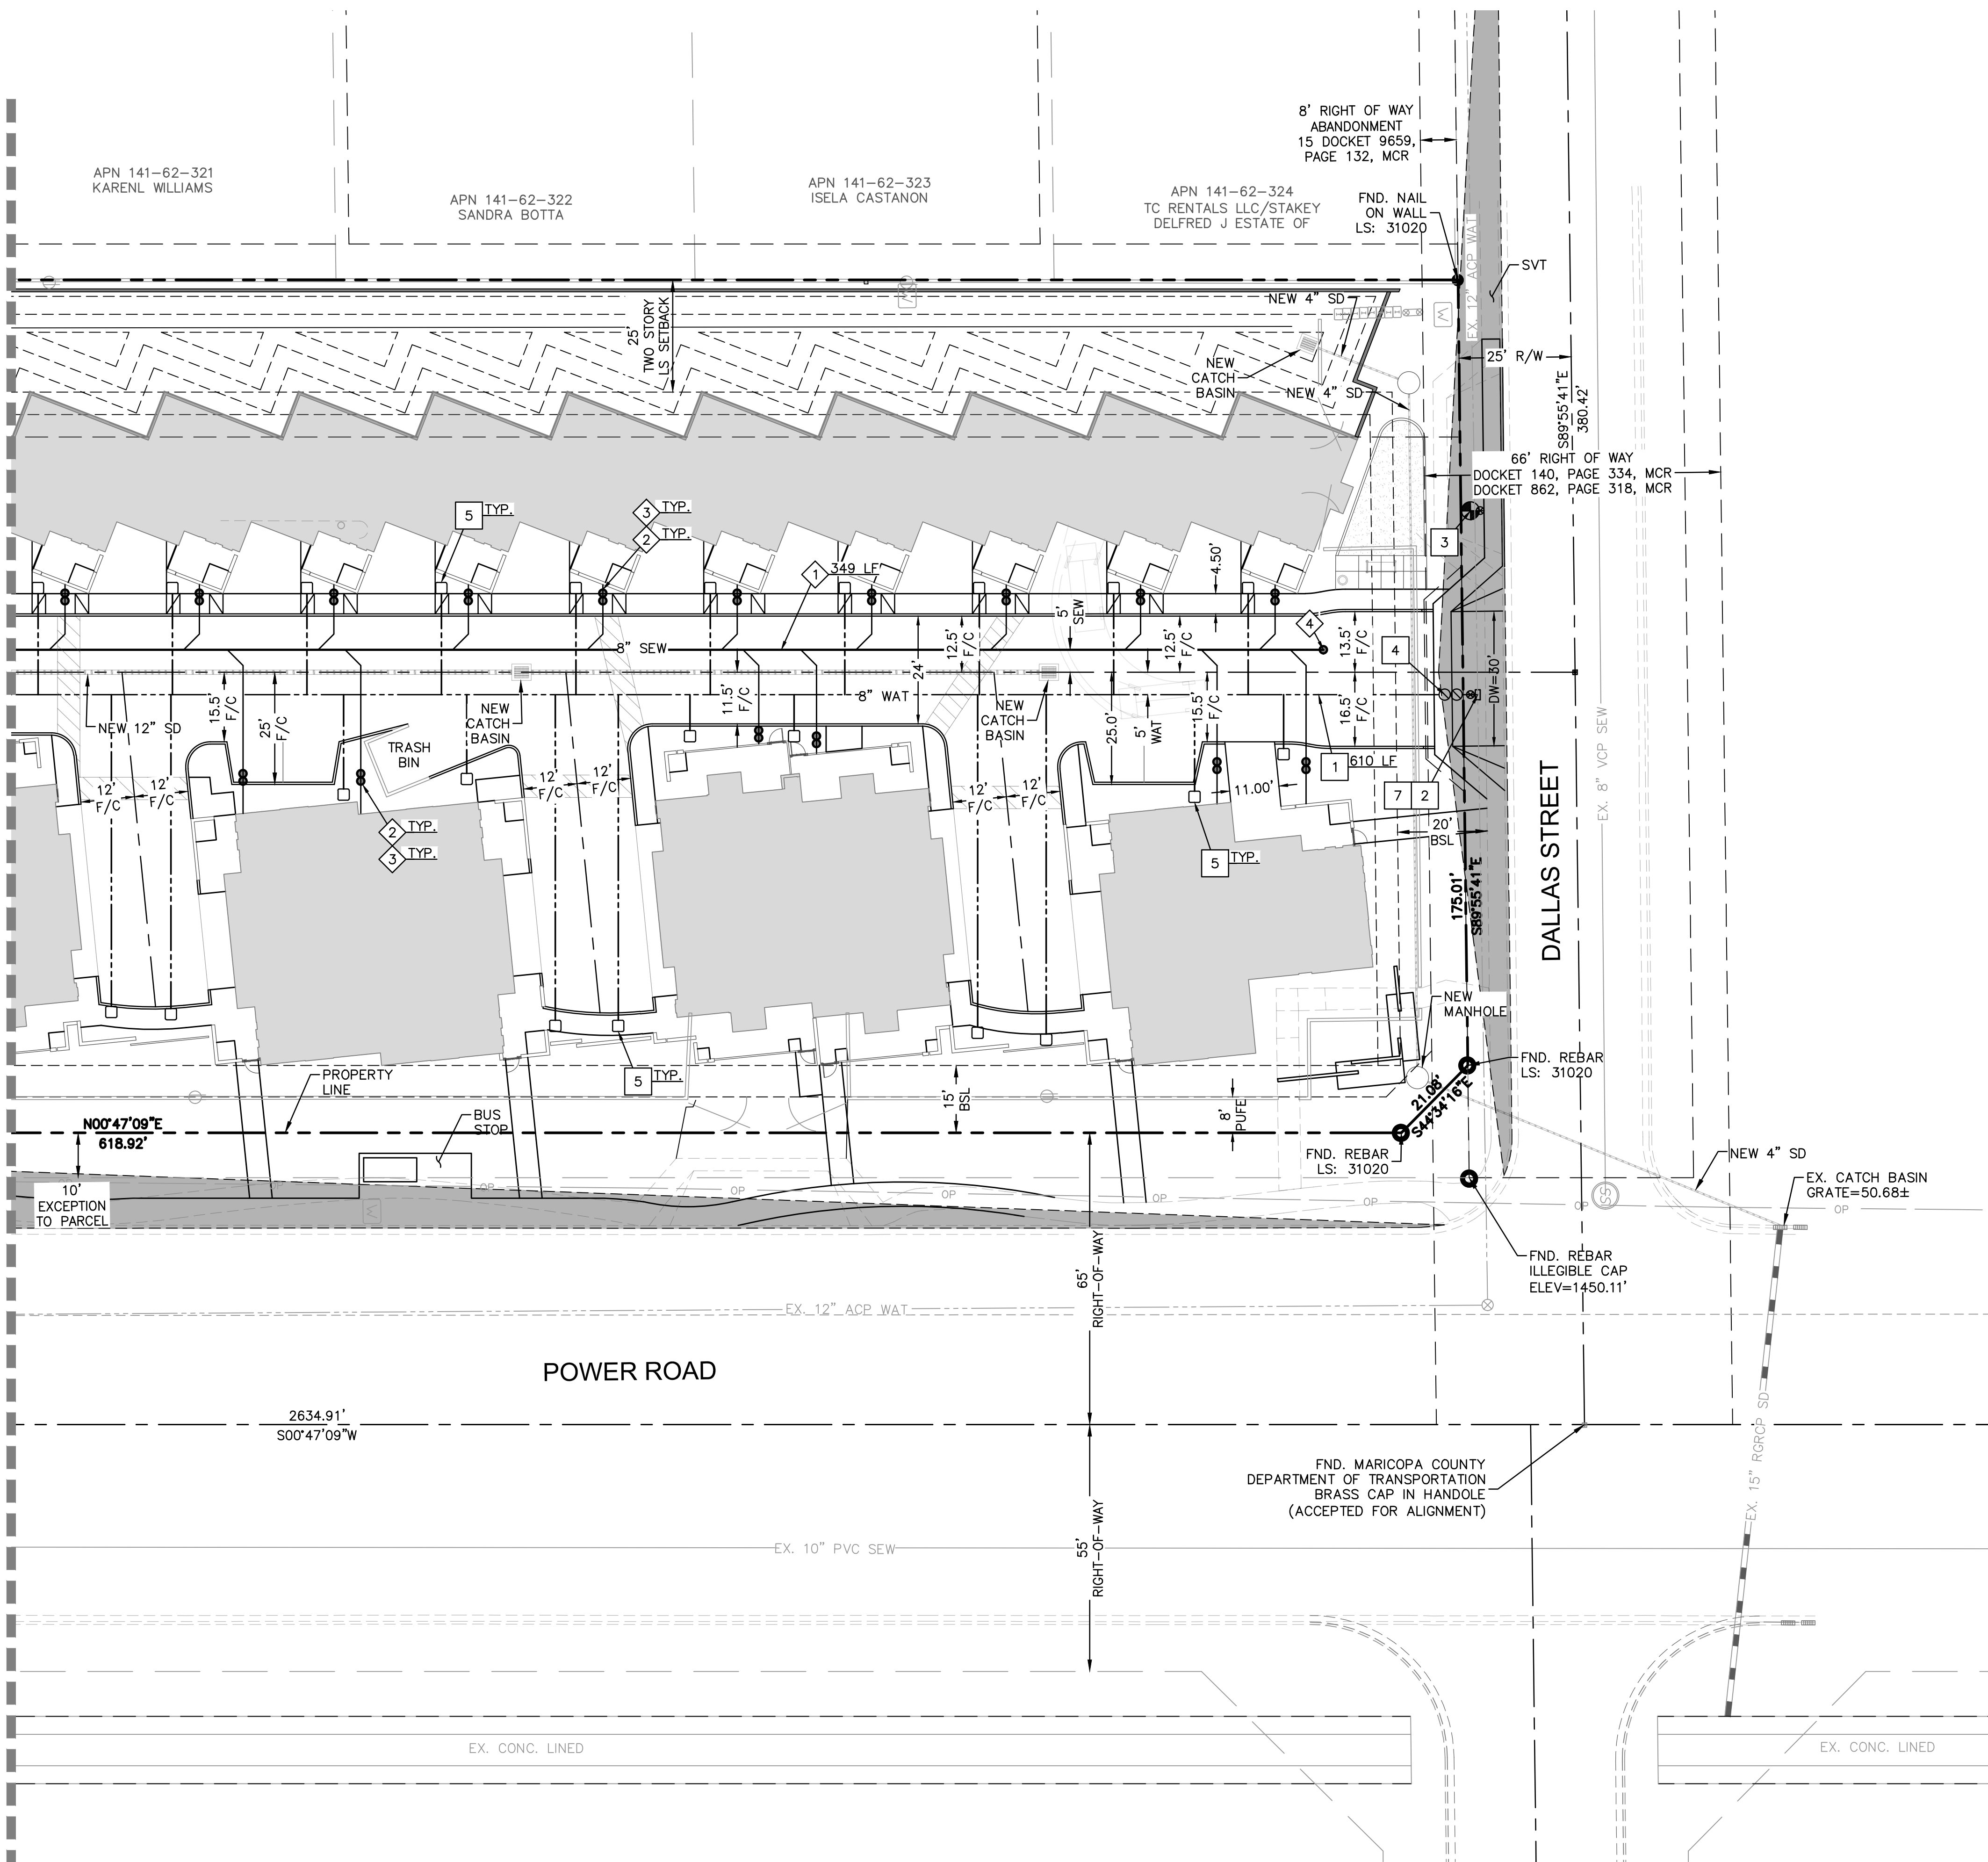 8' RIGHT OF WAY
ABANDONMENT
15 DOCKET 9659,
PAGE 132, MCR
APN 141-62-321
KARENL WILLIAMS
APN 141-62-322
SANDRA BOTTA
APN 141-62-323
ISELA CASTANON
APN 141-62-324
TC RENTALS LLC/STAKEY
DELFRED J ESTATE OF
FND. NAIL
ON WALL
LS: 31020
EX. 12" ACP WAT
SVT
W
W
NEW 4" SD
25'
TWO STORY
LS SETBACK
NEW
CATCH
BASIN
NEW 4" SD
25' R/W
S89°55'41"E
380.42'
66' RIGHT OF WAY
DOCKET 140, PAGE 334, MCR
DOCKET 862, PAGE 318, MCR
5 TYP.
3 TYP.
2 TYP.
3
1 349 LF
4.50'
5'
SEW
4
4
8" SEW
12.5'
F/C
24'
12.5'
F/C
13.5'
F/C
DW=30'
15.5'
F/C
25'
F/C
11.5'
F/C
8" WAT
25.0'
5'
WAT
15.5'
F/C
16.5'
F/C
NEW 12" SD
NEW
CATCH
BASIN
NEW
CATCH
BASIN
TRASH
BIN
1 610 LF
7 2
12'
F/C
12'
F/C
12'
F/C
12'
F/C
12'
F/C
12'
F/C
11.00'
20'
BSL
2 TYP.
3 TYP.
5 TYP.
EX. 8" VCP SEW
DALLAS STREET
175.01'
S89°55'41"E
NEW
MANHOLE
FND. REBAR
LS: 31020
21.08'
S44°34'16"E
5 TYP.
PROPERTY
LINE
15'
BSL
8'
PUFE
BUS
STOP
N00°47'09"E
618.92'
FND. REBAR
LS: 31020
NEW 4" SD
EX. CATCH BASIN
GRATE=50.68±
10'
EXCEPTION
TO PARCEL
W
OP
OP
OP
OP
OP
OP
SS
FND. REBAR
ILLEGIBLE CAP
ELEV=1450.11'
65'
RIGHT-OF-WAY
EX. 12" ACP WAT
POWER ROAD
2634.91'
S00°47'09"W
EX. 15" RGRCP SD
FND. MARICOPA COUNTY
DEPARTMENT OF TRANSPORTATION
BRASS CAP IN HANDOLE
(ACCEPTED FOR ALIGNMENT)
55'
RIGHT-OF-WAY
EX. 10" PVC SEW
EX. CONC. LINED
EX. CONC. LINED